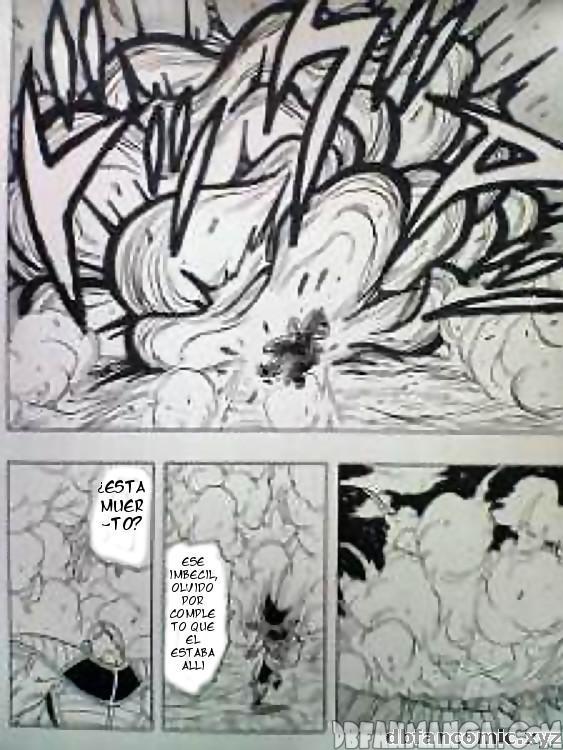 ¿ESTA
MUER
-TO?
ESE
IMBECIL,
OLVIDO
POR
COMPLE
TO QUE
EL
ESTABA
ALLI
DBFANMANGA.COM
dbfancomic.xyz